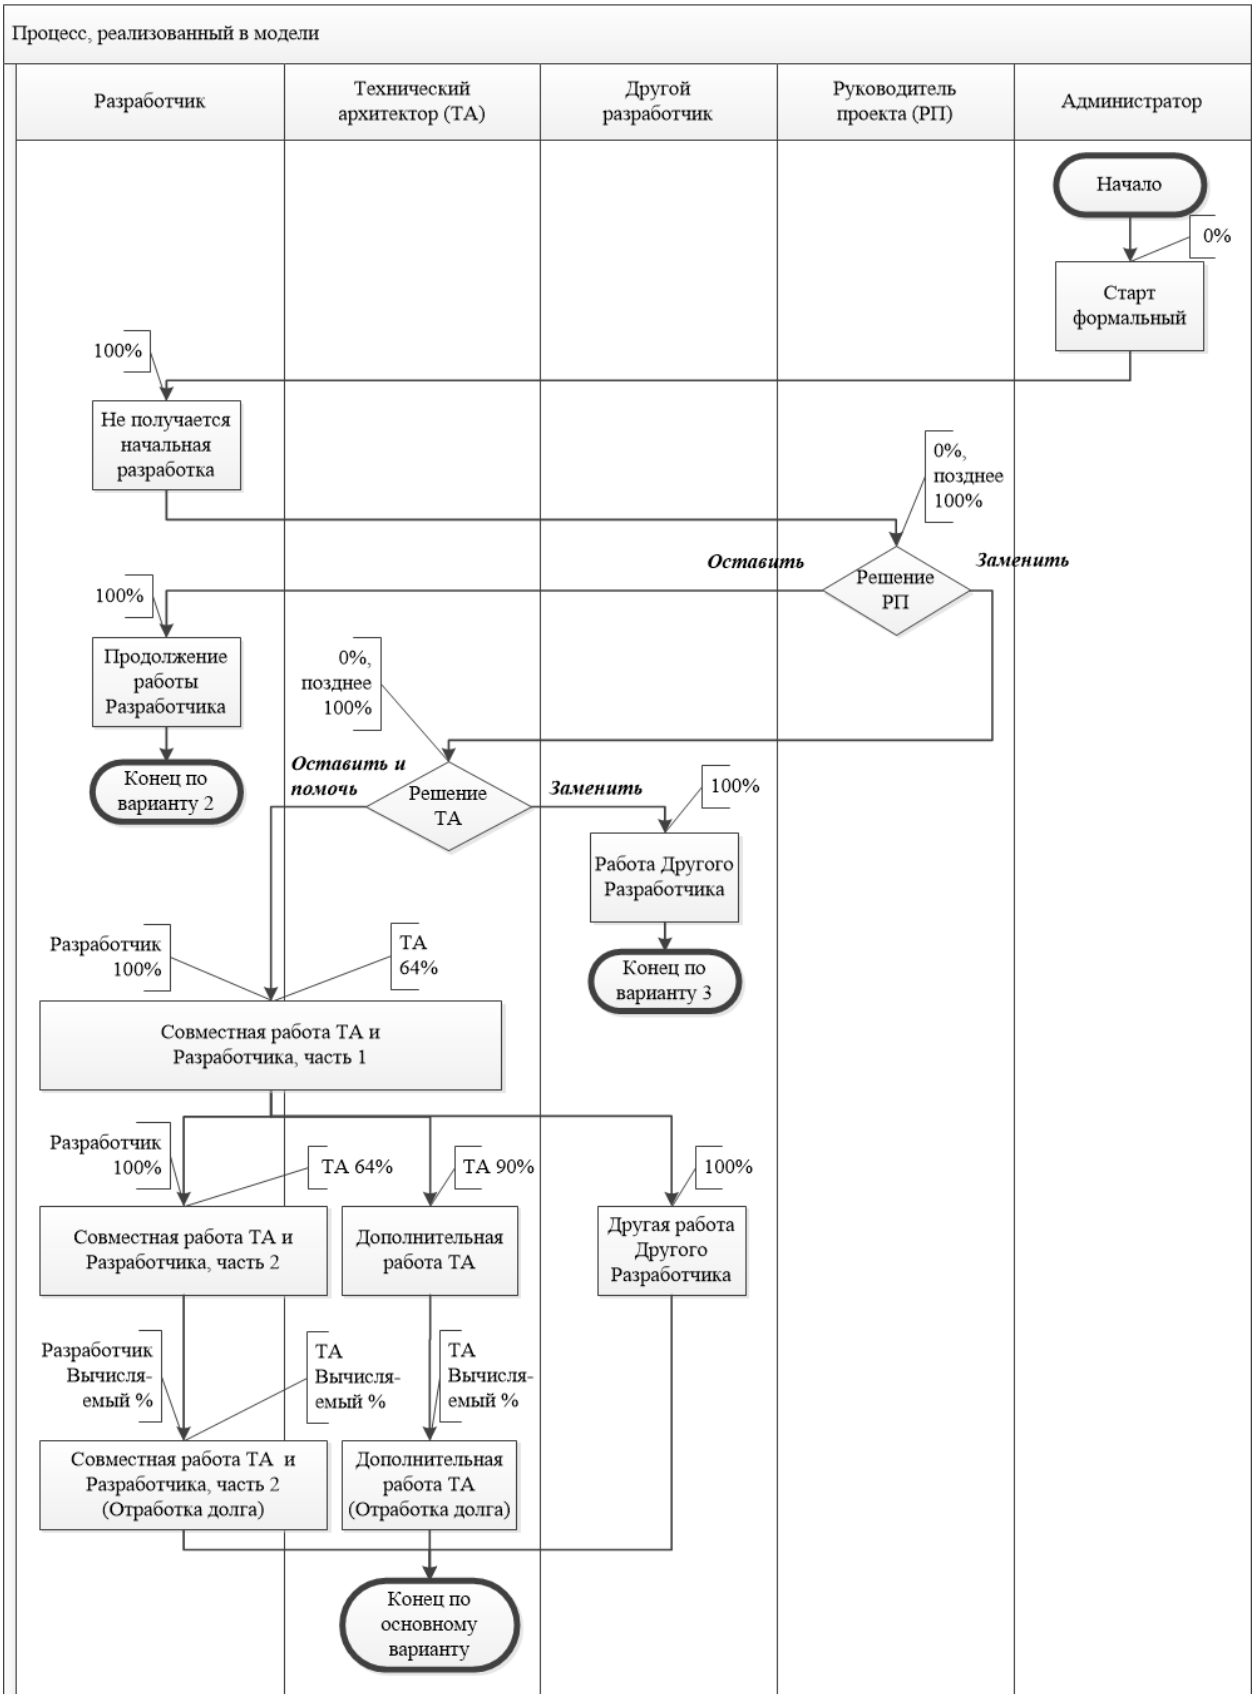 Процесс, реализованный в модели
Разработчик
Технический
архитектор (ТА)
Другой
разработчик
Руководитель
проекта (РП)
Администратор
Начало
0%
Старт
формальный
100%
Не получается
начальная
разработка
0%,
позднее
100%
Оставить
Заменить
Решение
РП
100%
Продолжение
работы
Разработчика
0%,
позднее
100%
Конец по
варианту 2
Оставить и
помочь
Решение
ТА
Заменить
100%
Работа Другого
Разработчика
Конец по
варианту 3
Разработчик
100%
ТА
64%
Совместная работа ТА и
Разработчика, часть 1
Разработчик
100%
ТА 64%
ТА 90%
100%
Совместная работа ТА и
Разработчика, часть 2
Дополнительная
работа ТА
Другая работа
Другого
Разработчика
Разработчик
Вычисля-
емый %
ТА
Вычисля-
емый %
ТА
Вычисля-
емый %
Совместная работа ТА и
Разработчика, часть 2
(Отработка долга)
Дополнительная
работа ТА
(Отработка долга)
Конец по
основному
варианту